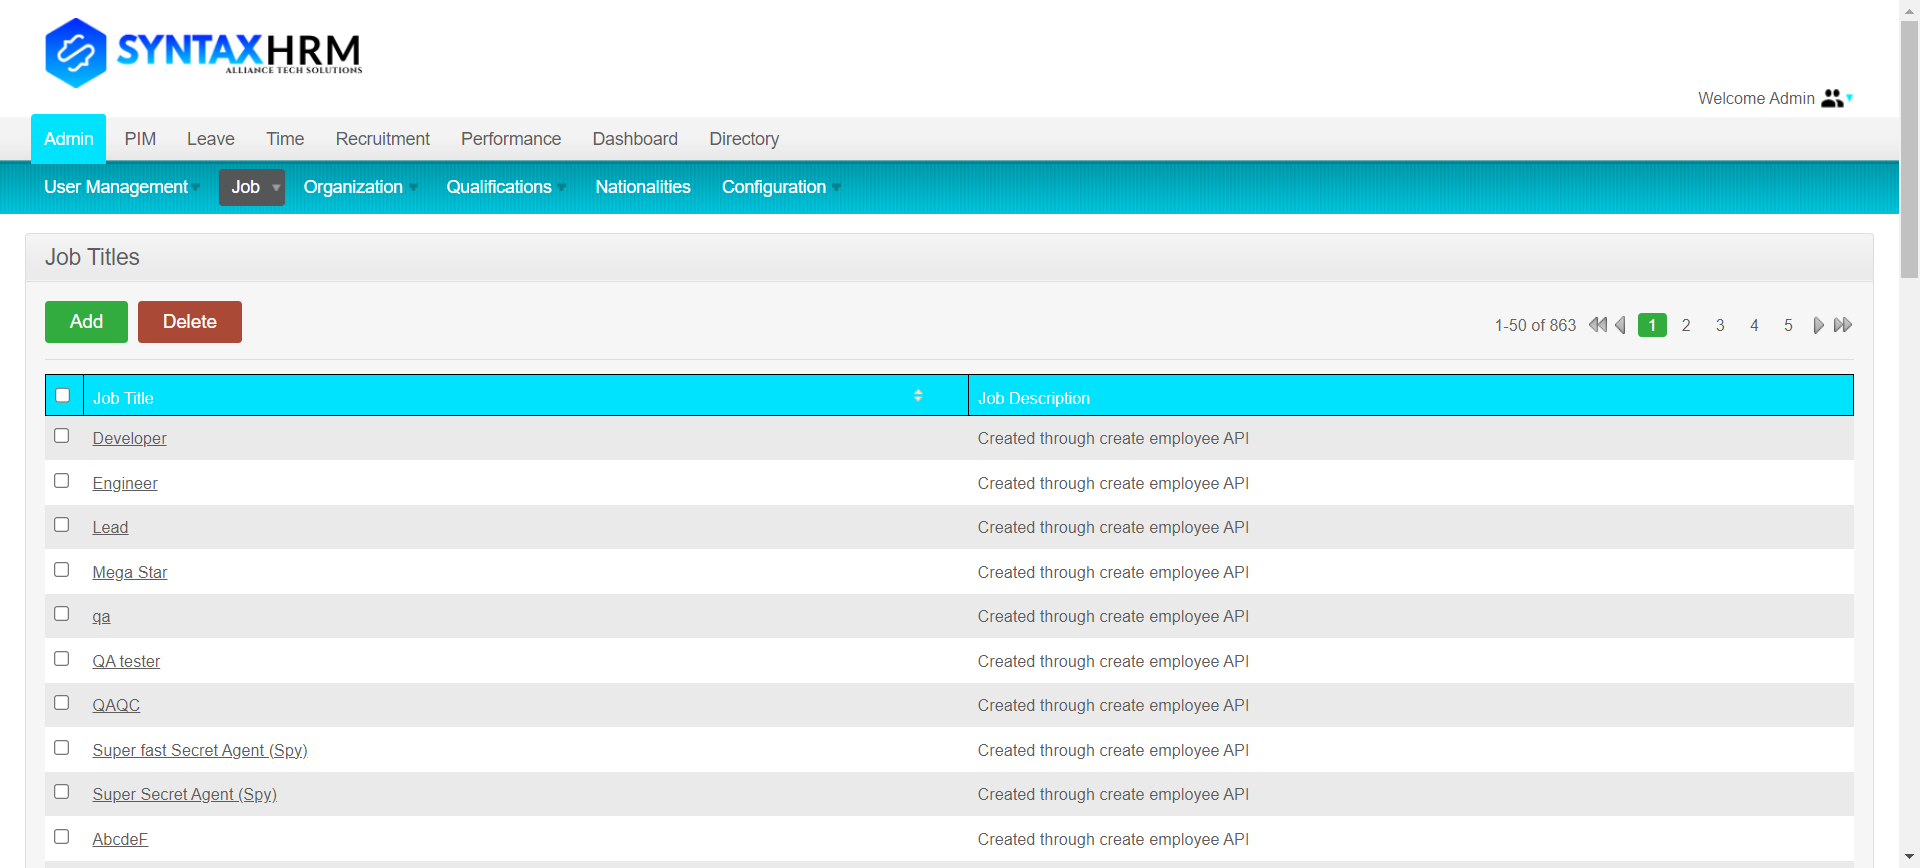 SYNTAXHRM
ALLIANCE TECH SOLUTIONS
Welcome Admin
Admin PIM Leave Time Recruitment Performance Dashboard Directory
User Management Job Organization Qualifications Nationalities Configuration
Job Titles
Add Delete 1-50 of 863 1 2 3 4 5
Job Title Job Description
Developer Created through create employee API
Engineer Created through create employee API
Lead Created through create employee API
Mega Star Created through create employee API
qa Created through create employee API
QA tester Created through create employee API
QAQC Created through create employee API
Super fast Secret Agent (Spy) Created through create employee API
Super Secret Agent (Spy) Created through create employee API
AbcdeF Created through create employee API